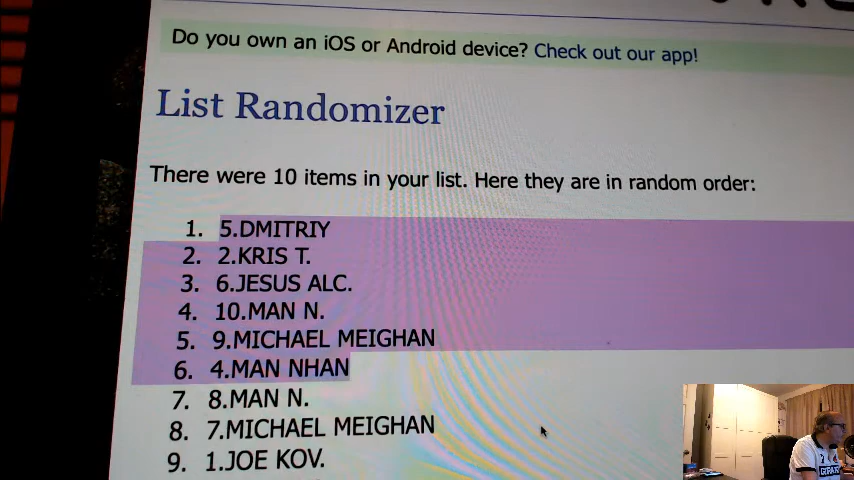 Do you own an iOS or Android device? Check out our app!
List Randomizer
There were 10 items in your list. Here they are in random order:
1. 5.DMITRIY
2. 2.KRIS T.
3. 6.JESUS ALC.
4. 10.MAN N.
5. 9.MICHAEL MEIGHAN
6. 4.MAN NHAN
7. 8.MAN N.
8. 7.MICHAEL MEIGHAN
9. 1.JOE KOV.